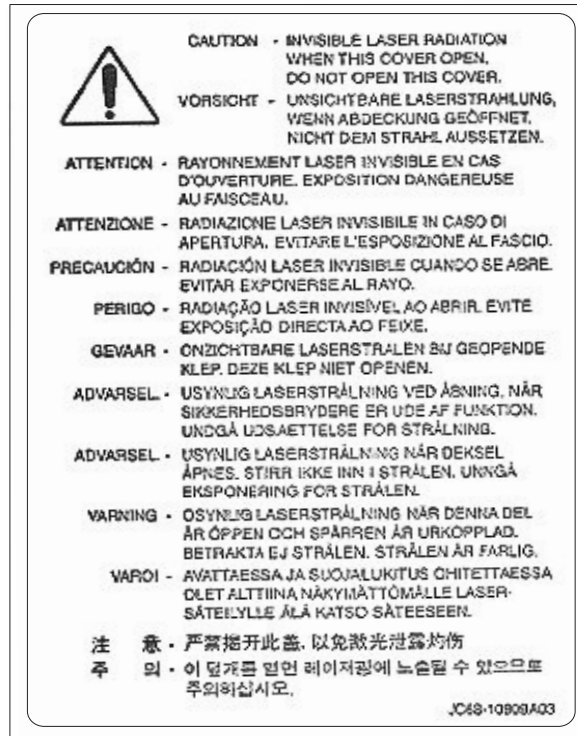 CAUTION - INVISIBLE LASER RADIATION
WHEN THIS COVER OPEN.
DO NOT OPEN THIS COVER.
VORSICHT - UNSICHTBARE LASERSTRAHLUNG,
WENN ABDECKUNG GEÖFFNET.
NICHT DEM STRAHL AUSSETZEN.
ATTENTION - RAYONNEMENT LASER INVISIBLE EN CAS
D'OUVERTURE. EXPOSITION DANGEREUSE
AU FAISCEAU.
ATTENZIONE - RADIAZIONE LASER INVISIBILE IN CASO DI
APERTURA. EVITARE L'ESPOSIZIONE AL FASCIO.
PRECAUCIÓN - RADIACIÓN LASER INVISIBLE CUANDO SE ABRE.
EVITAR EXPONERSE AL RAYO.
PERIGO - RADIAÇÃO LASER INVISÍVEL AO ABRIR. EVITE
EXPOSIÇÃO DIRECTA AO FEIXE.
GEVAAR - ONZICHTBARE LASERSTRALEN BIJ GEOPENDE
KLEP. DEZE KLEP NIET OPENEN.
ADVARSEL. - USYNLIG LASERSTRÅLNING VED ÅBNING, NÅR
SIKKERHEDSBRYDERE ER UDE AF FUNKTION.
UNDGÅ UDSAETTELSE FOR STRÅLNING.
ADVARSEL. - USYNLIG LASERSTRÅLNING NÅR DEKSEL
ÅPNES. STIRR IKKE INN I STRÅLEN. UNNGÅ
EKSPONERING FOR STRÅLEN.
VARNING - OSYNLIG LASERSTRÅLNING NÄR DENNA DEL
ÄR ÖPPEN OCH SPÄRREN ÄR URKOPPLAD.
BETRAKTA EJ STRÅLEN. STRÅLEN ÄR FARLIG.
VAROI - AVATTAESSA JA SUOJALUKITUS OHITETTAESSA
OLET ALTTIINA NÄKYMÄTTÖMÄLLE LASER-
SÄTEILYLLE ÄLÄ KATSO SÄTEESEEN.
注 意 - 严禁揭开此盖, 以免激光泄露灼伤
주 의 - 이 덮개를 열면 레이저광에 노출될 수 있으므로
주의하십시오.
JC68-10909A03